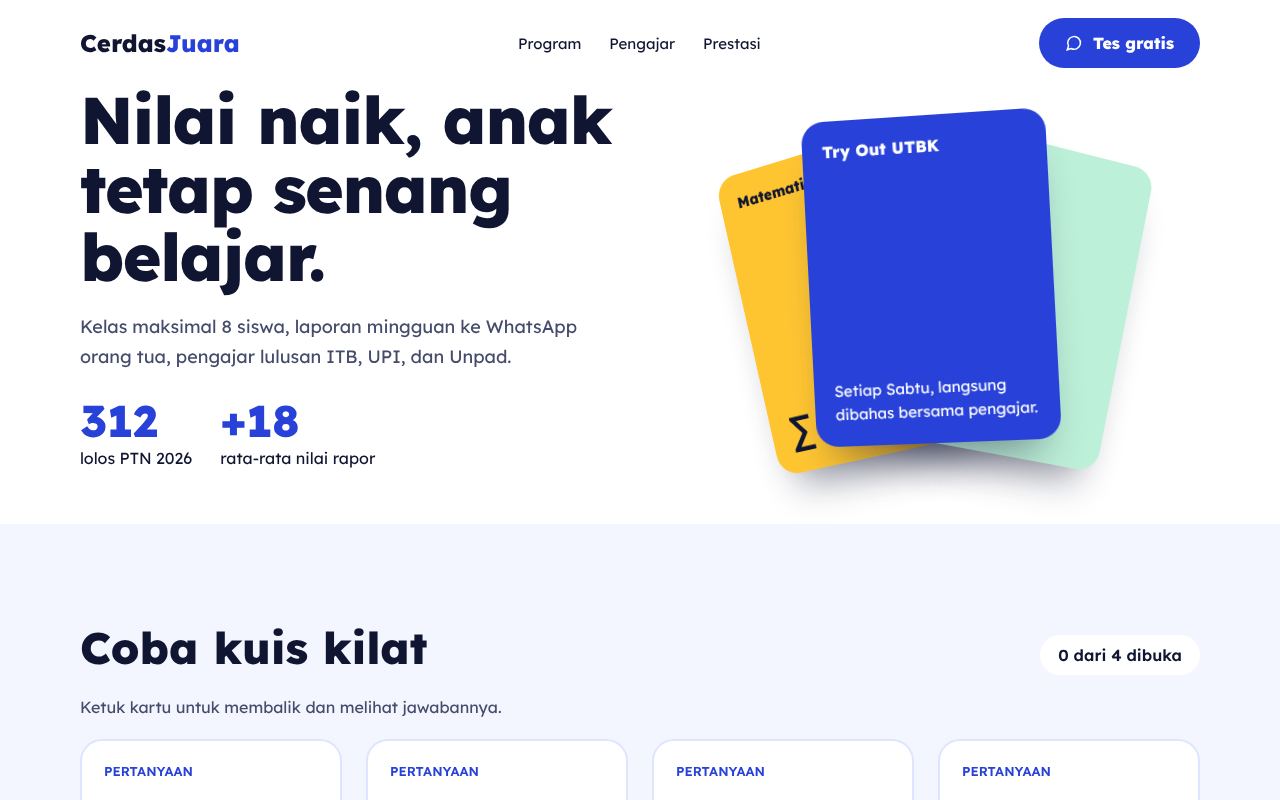 CerdasJuara
Program
Pengajar
Prestasi
Tes gratis
Nilai naik, anak
tetap senang
belajar.
Kelas maksimal 8 siswa, laporan mingguan ke WhatsApp
orang tua, pengajar lulusan ITB, UPI, dan Unpad.
312
lolos PTN 2026
+18
rata-rata nilai rapor
Matemati
∑
Try Out UTBK
Setiap Sabtu, langsung
dibahas bersama pengajar.
Coba kuis kilat
0 dari 4 dibuka
Ketuk kartu untuk membalik dan melihat jawabannya.
PERTANYAAN
PERTANYAAN
PERTANYAAN
PERTANYAAN